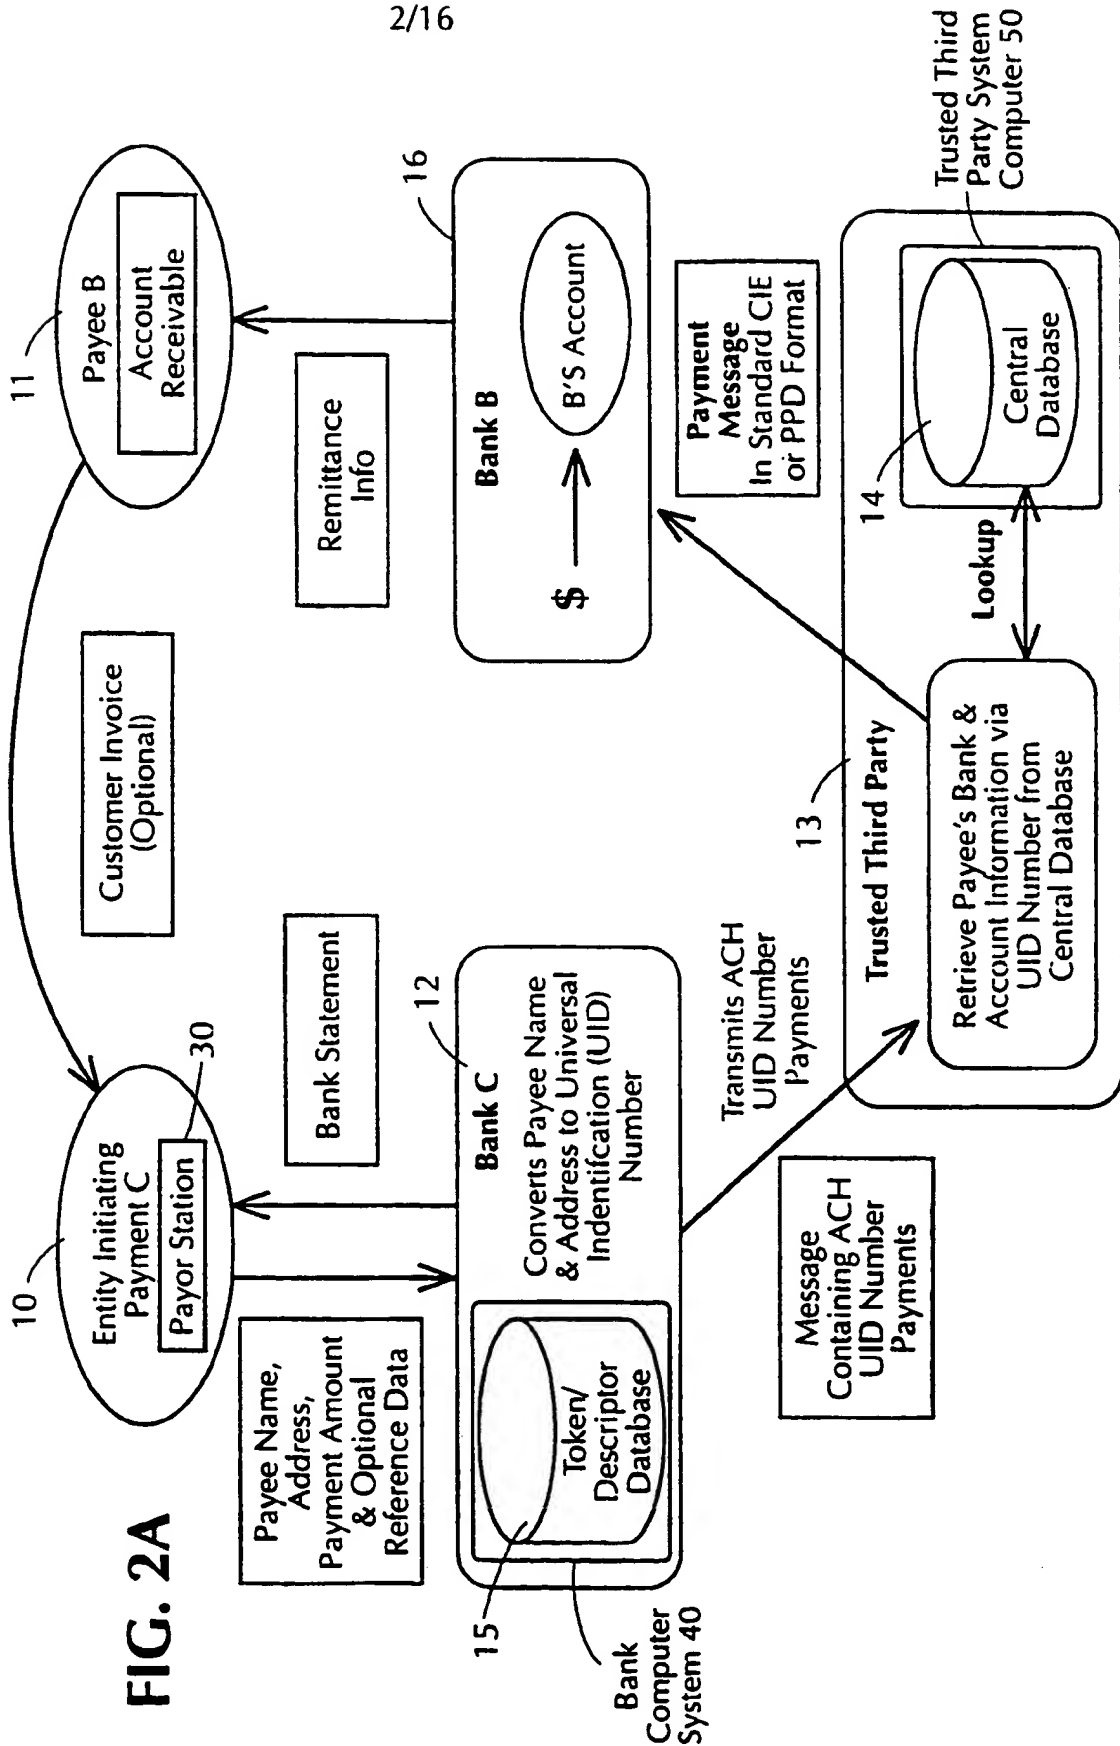 2/16
FIG. 2A
10
Entity Initiating
Payment C
Payor Station
30
Customer Invoice
(Optional)
11
Payee B
Account
Receivable
Payee Name,
Address,
Payment Amount
& Optional
Reference Data
Bank Statement
Remittance
Info
12
Bank C
Converts Payee Name
& Address to Universal
Indentifcation (UID)
Number
15
Token/
Descriptor
Database
Bank
Computer
System 40
16
Bank B
$
B'S Account
Message
Containing ACH
UID Number
Payments
Transmits ACH
UID Number
Payments
Payment
Message
In Standard CIE
or PPD Format
13
Trusted Third Party
Retrieve Payee's Bank &
Account Information via
UID Number from
Central Database
Lookup
14
Central
Database
Trusted Third
Party System
Computer 50